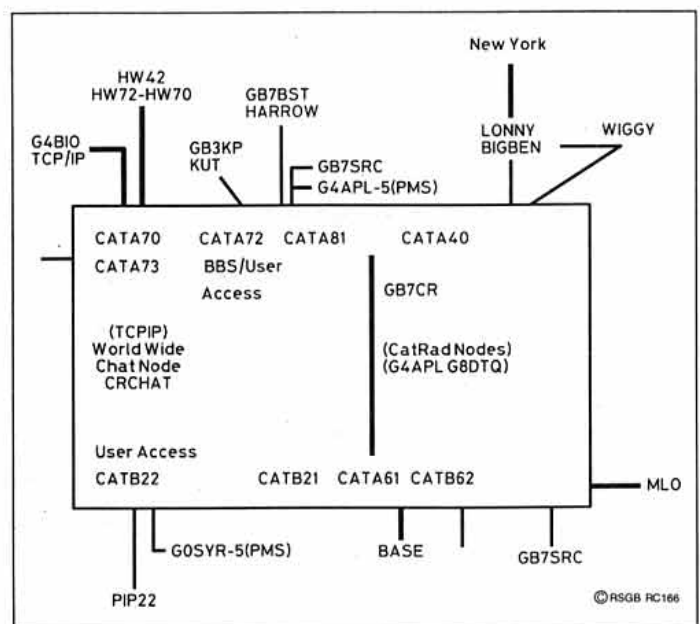 New York
HW42
HW72-HW70
GB7BST
HARROW
G4BIO
TCP/IP
GB3KP
KUT
LONNY
BIGBEN
WIGGY
GB7SRC
G4APL-5(PMS)
CATA70 CATA72 CATA81 CATA40
CATA73 BBS/User
Access
GB7CR
(TCPIP)
World Wide
Chat Node
CRCHAT
(CatRad Nodes)
(G4APL G8DTQ)
User Access
CATB22 CATB21 CATA61 CATB62
MLO
G0SYR-5(PMS)
BASE
GB7SRC
PIP22
©RSGB RC166